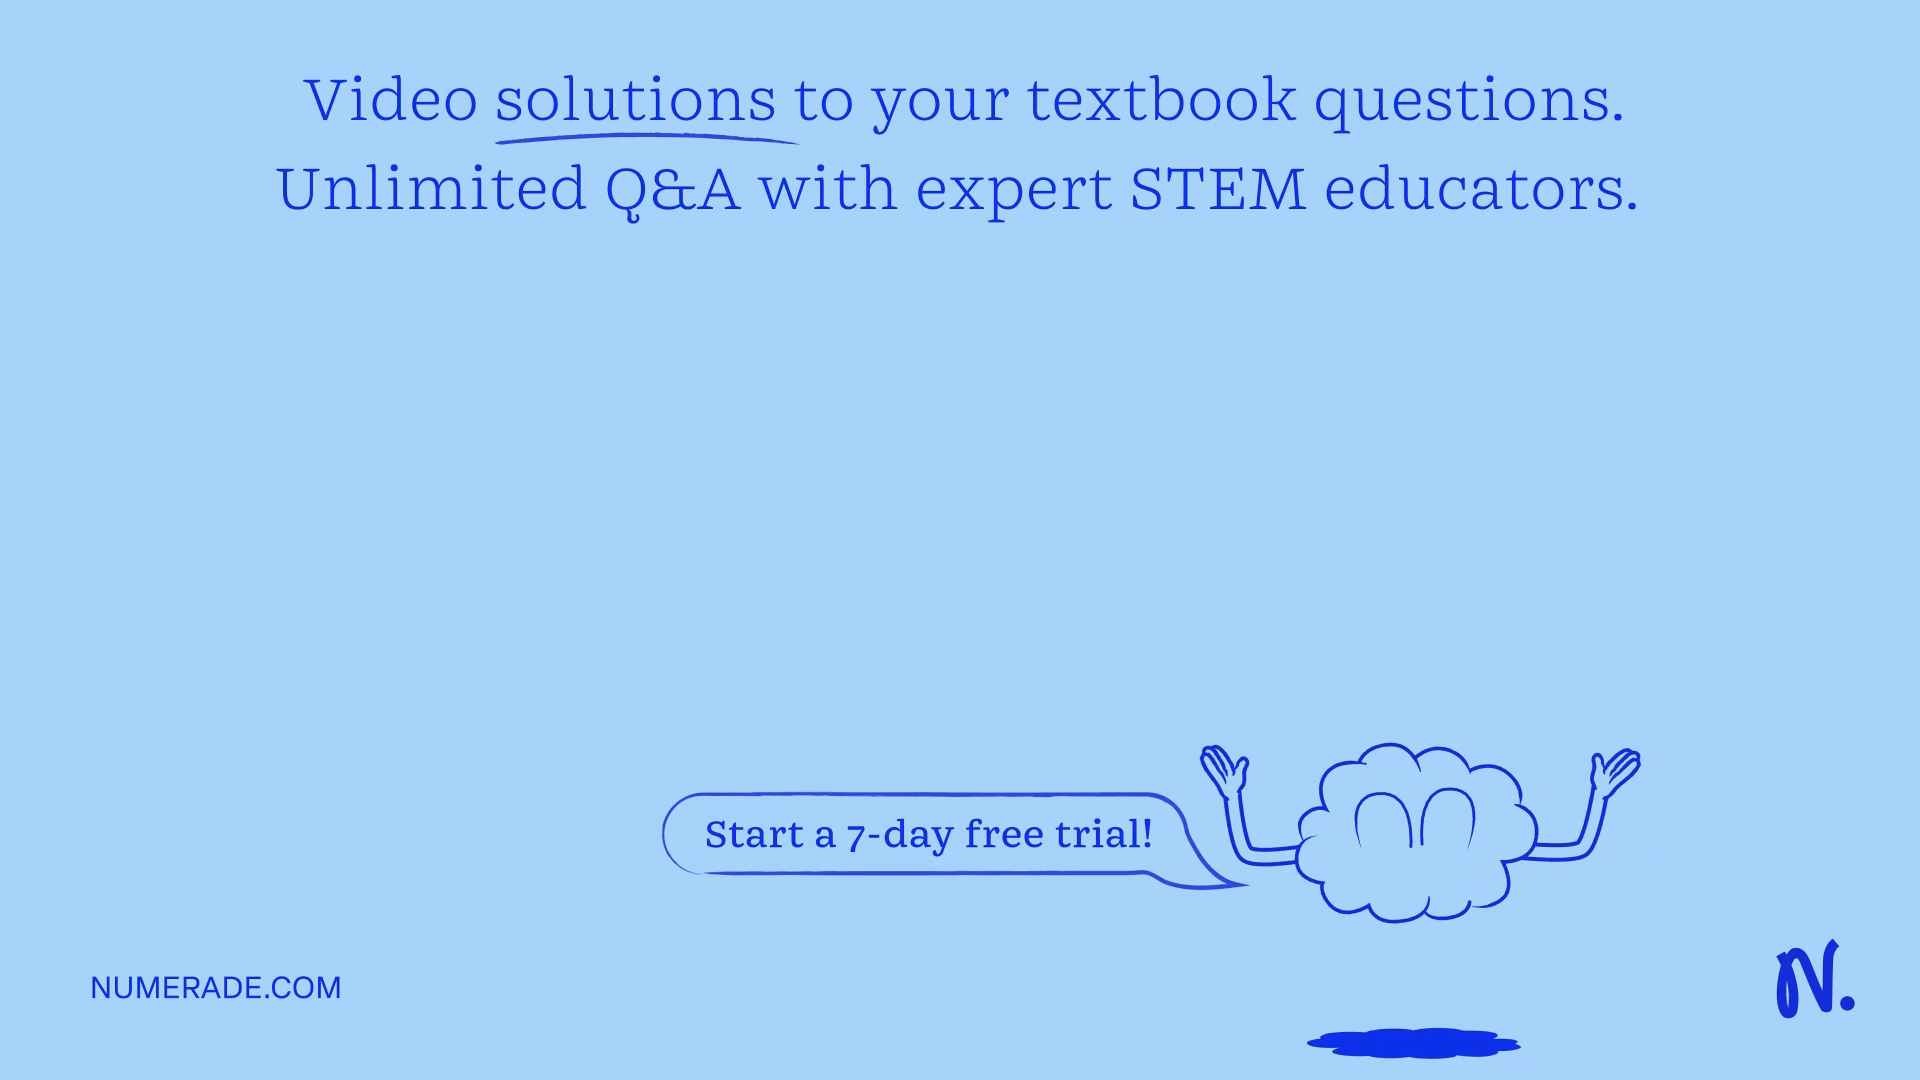 Video solutions to your textbook questions.
Unlimited Q&A with expert STEM educators.
Start a 7-day free trial!
NUMERADE.COM
N.